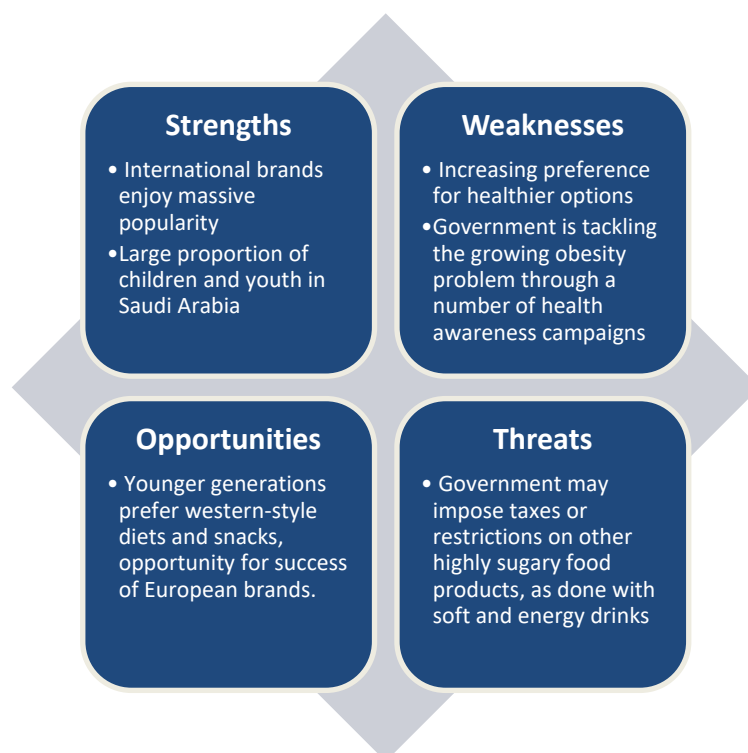 Strengths
• International brands
enjoy massive
popularity
•Large proportion of
children and youth in
Saudi Arabia
Weaknesses
• Increasing preference
for healthier options
•Government is tackling
the growing obesity
problem through a
number of health
awareness campaigns
Opportunities
• Younger generations
prefer western-style
diets and snacks,
opportunity for success
of European brands.
Threats
• Government may
impose taxes or
restrictions on other
highly sugary food
products, as done with
soft and energy drinks